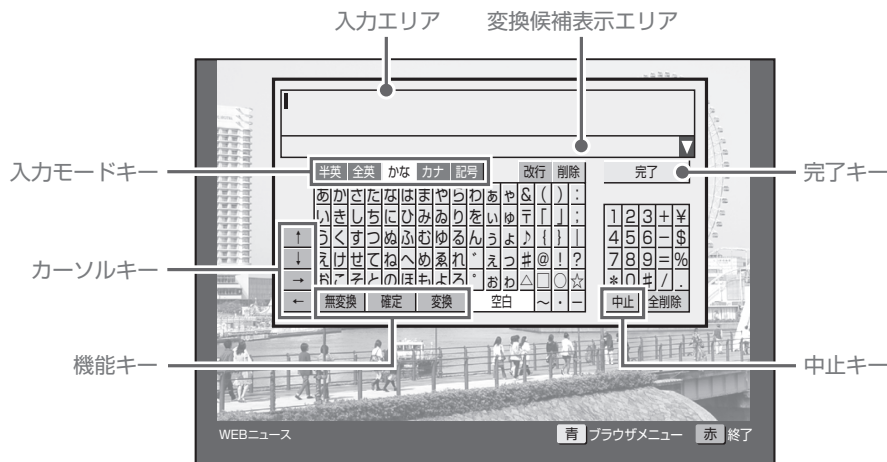 入力エリア 変換候補表示エリア
入力モードキー
半英 全英 かな カナ 記号 改行 削除 完了
完了キー
あかさたなはまやらわぁゃ&():
いきしちにひみゐりをぃゅ〒「」; 123+¥
↑ うくすつぬふむゆるんぅょ♪{}| 456−$
カーソルキー
↓ えけせてねへめゑれ゛ぇっ#@!? 789=%
→ おこそとのほもよろ゜ぉゎ△□○☆ *0#/.
← 無変換 確定 変換 空白 ~・− 中止 全削除
機能キー
中止キー
WEBニュース 青 ブラウザメニュー 赤 終了